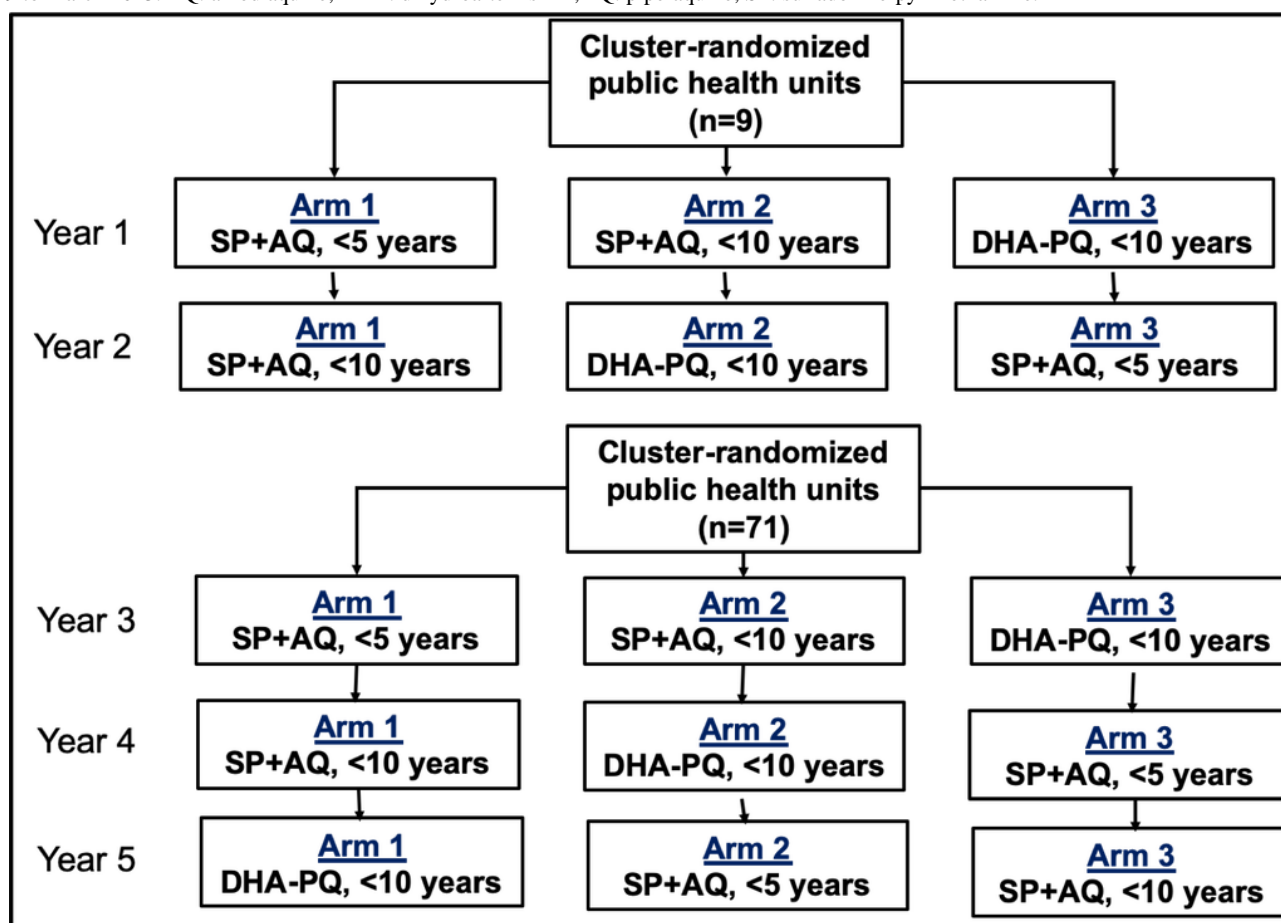 Cluster-randomized
public health units
(n=9)
Year 1
Arm 1
SP+AQ, <5 years
Arm 2
SP+AQ, <10 years
Arm 3
DHA-PQ, <10 years
Year 2
Arm 1
SP+AQ, <10 years
Arm 2
DHA-PQ, <10 years
Arm 3
SP+AQ, <5 years
Cluster-randomized
public health units
(n=71)
Year 3
Arm 1
SP+AQ, <5 years
Arm 2
SP+AQ, <10 years
Arm 3
DHA-PQ, <10 years
Year 4
Arm 1
SP+AQ, <10 years
Arm 2
DHA-PQ, <10 years
Arm 3
SP+AQ, <5 years
Year 5
Arm 1
DHA-PQ, <10 years
Arm 2
SP+AQ, <5 years
Arm 3
SP+AQ, <10 years